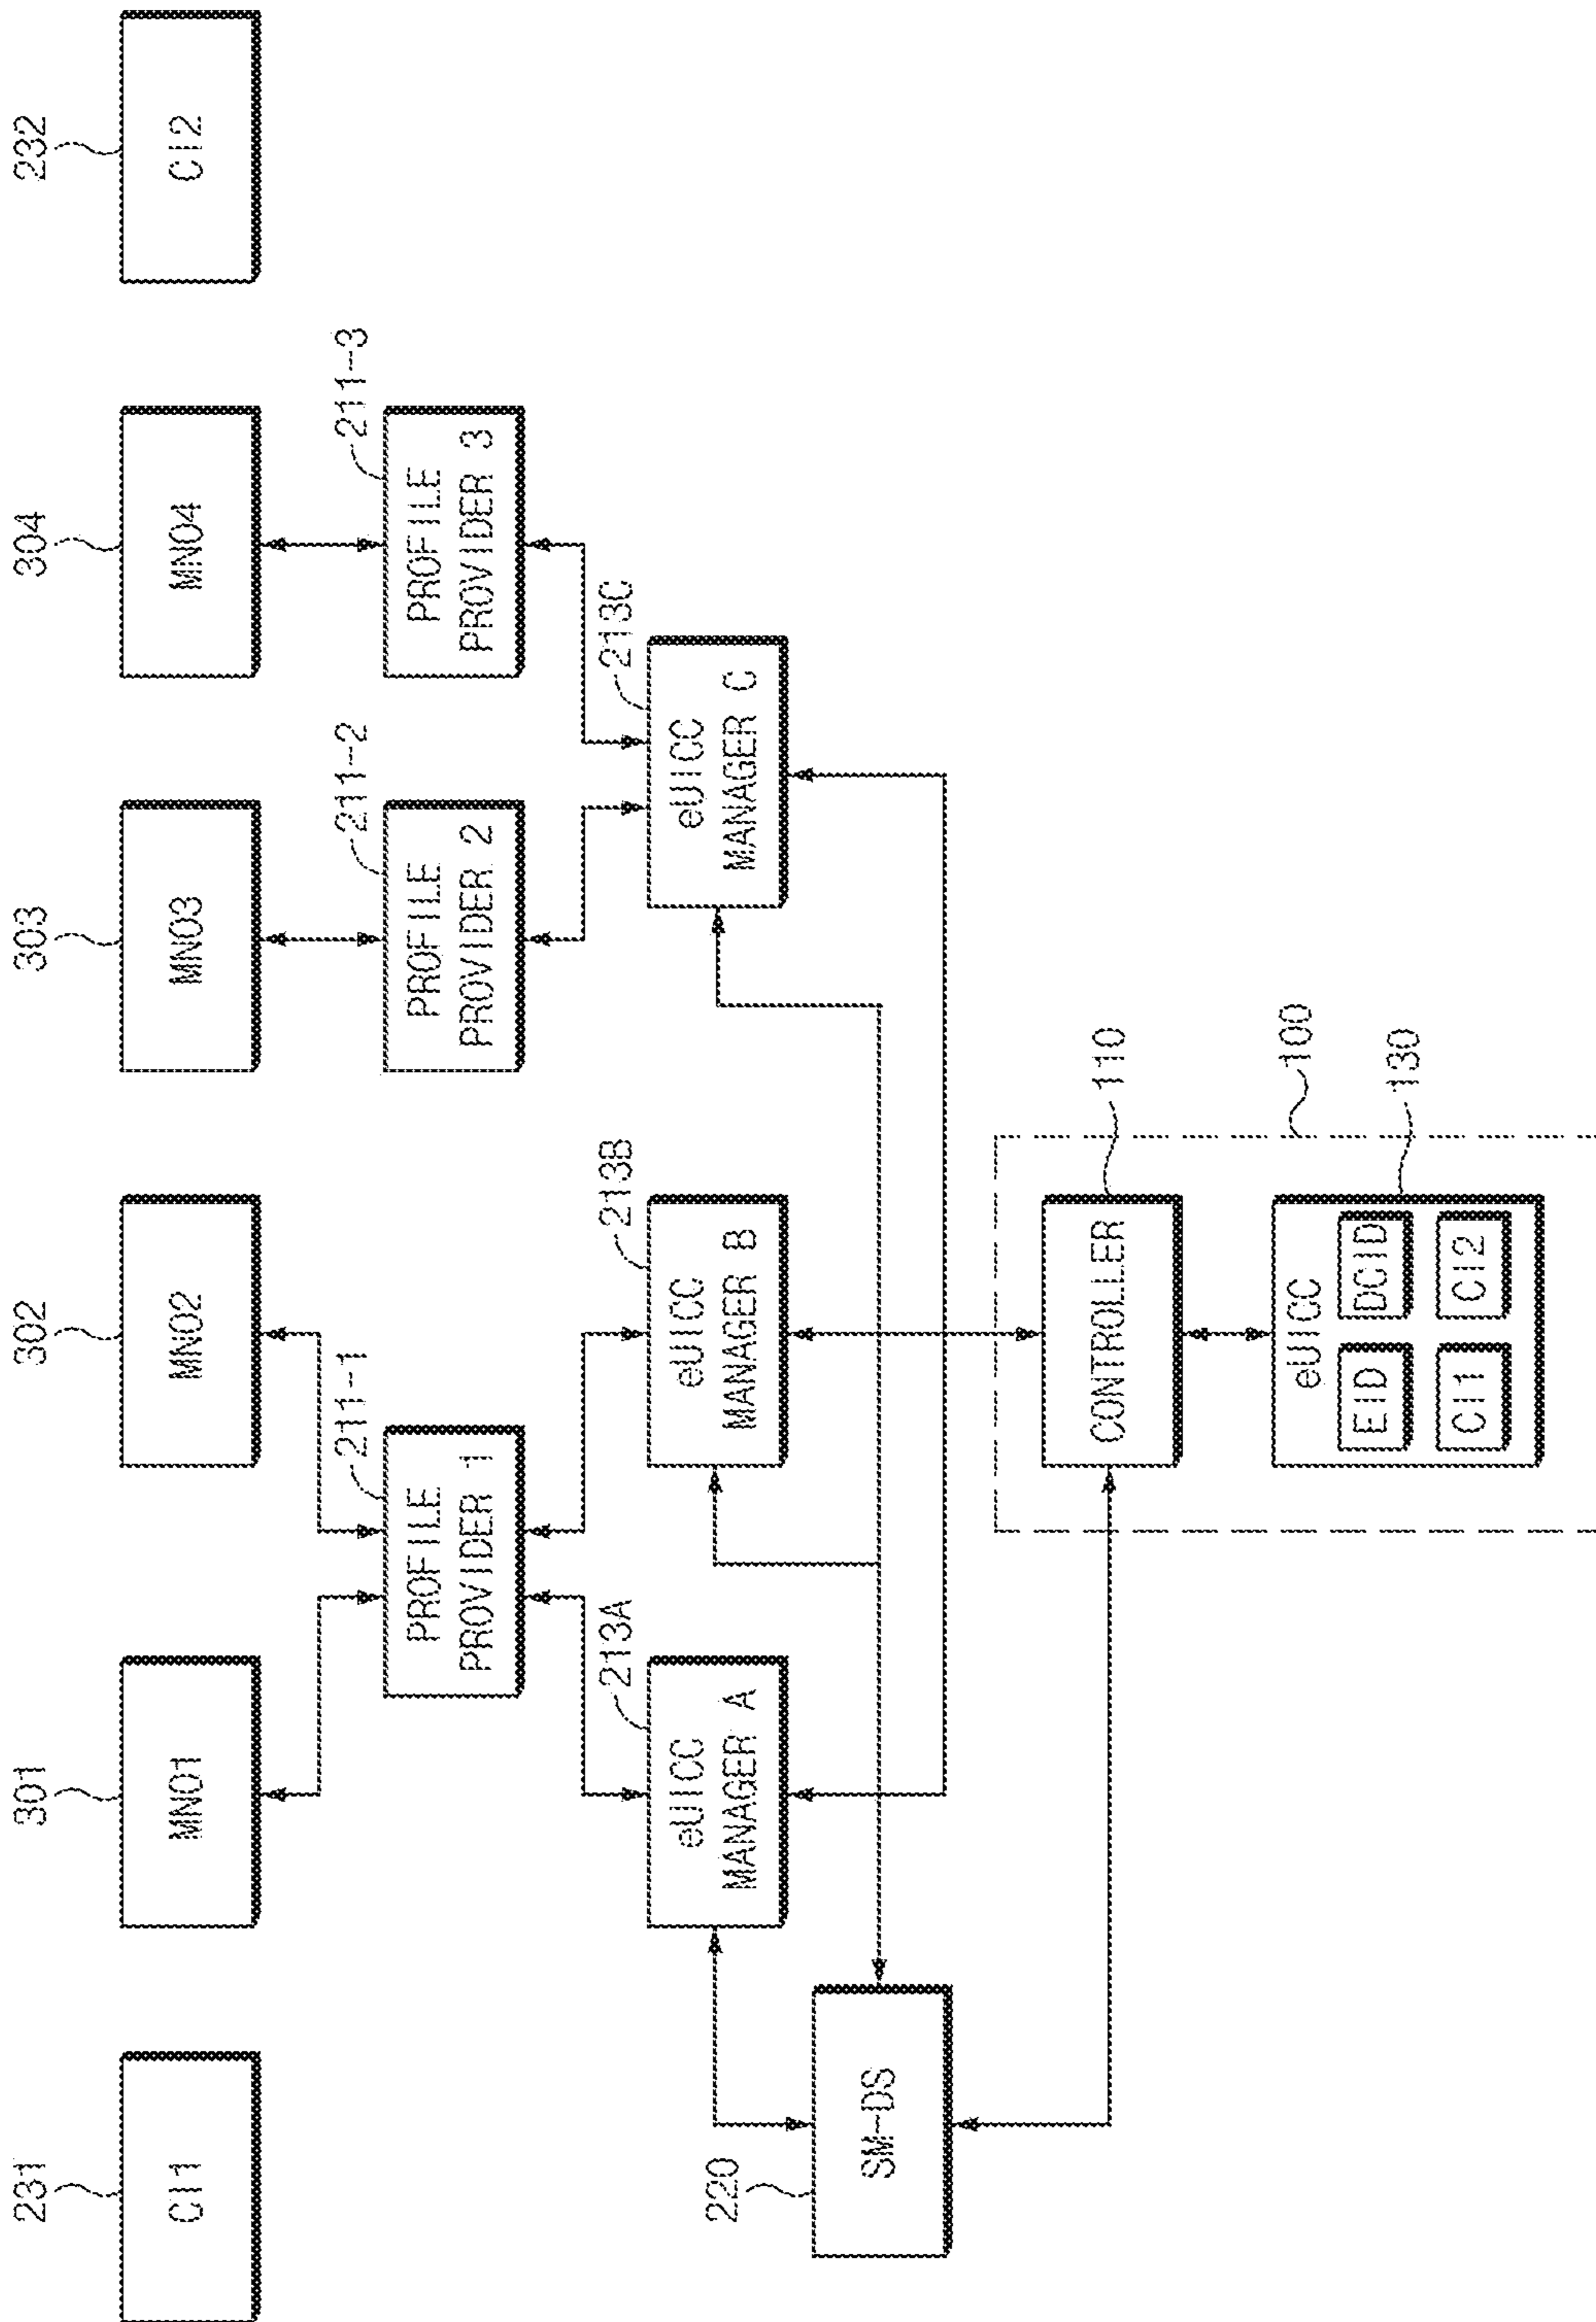 231
301
302
303
304
232
CI1
MNO1
MNO2
MNO3
MNO4
CI2
211-1
211-2
211-3
PROFILE
PROVIDER 1
PROFILE
PROVIDER 2
PROFILE
PROVIDER 3
213A
213B
213C
eUICC
MANAGER A
eUICC
MANAGER B
eUICC
MANAGER C
220
SM-DS
110
CONTROLLER
100
eUICC
130
EID
DCID
CI1
CI2